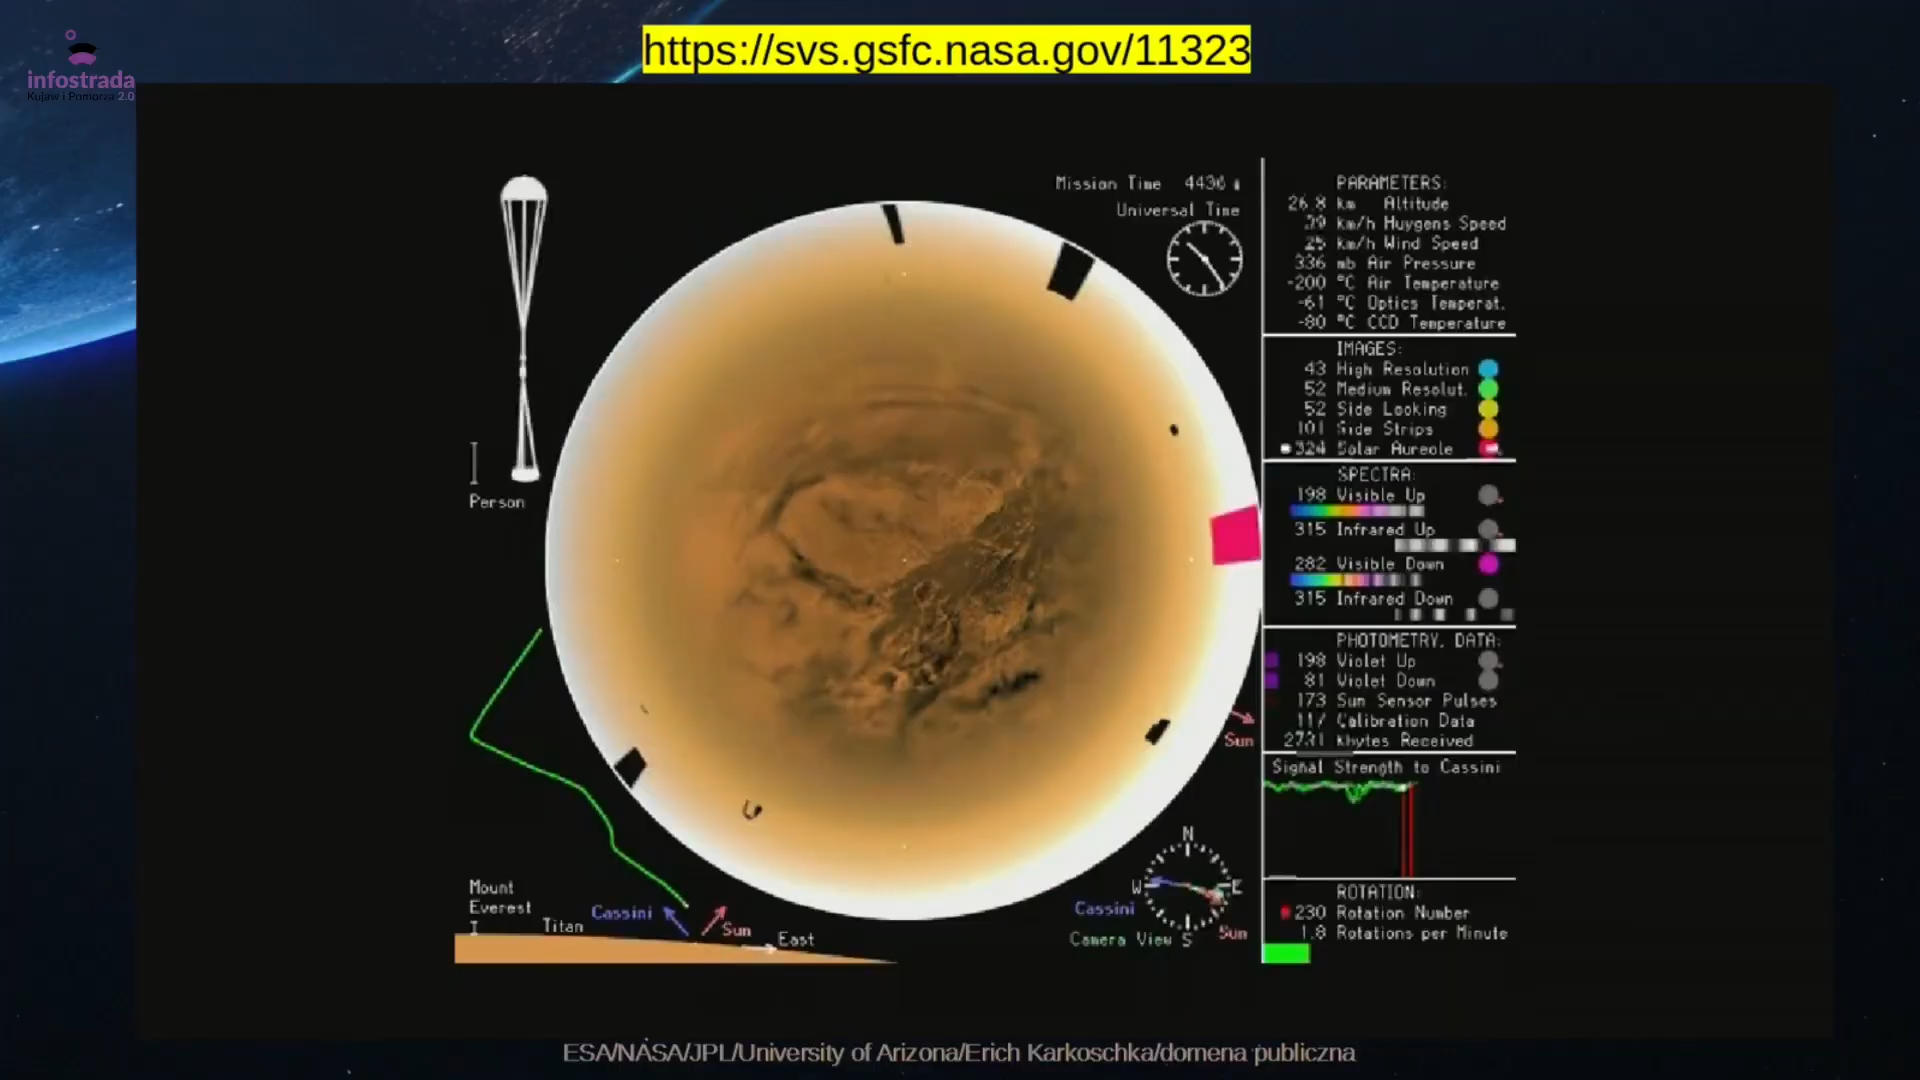 https://svs.gsfc.nasa.gov/11323
infostrada
Kujaw i Pomorza 2.0
Mission Time 4436
Universal Time
Person
PARAMETERS:
26.8 km Altitude
km/h Huygens Speed
25 km/h Wind Speed
336 mb Air Pressure
-200 °C Air Temperature
-61 °C Optics Temperat.
-80 °C CCD Temperature
IMAGES:
43 High Resolution
52 Medium Resolut.
52 Side Looking
101 Side Strips
324 Solar Aureole
SPECTRA:
198 Visible Up
315 Infrared Up
282 Visible Down
315 Infrared Down
PHOTOMETRY, DATA:
198 Violet Up
81 Violet Down
173 Sun Sensor Pulses
117 Calibration Data
kbytes Received
Signal Strength to Cassini
ROTATION:
230 Rotation Number
1.8 Rotations per Minute
Sun
N
W E
Cassini
Camera View S Sun
Mount
Everest
Titan
Cassini
Sun
East
ESA/NASA/JPL/University of Arizona/Erich Karkoschka/domena publiczna